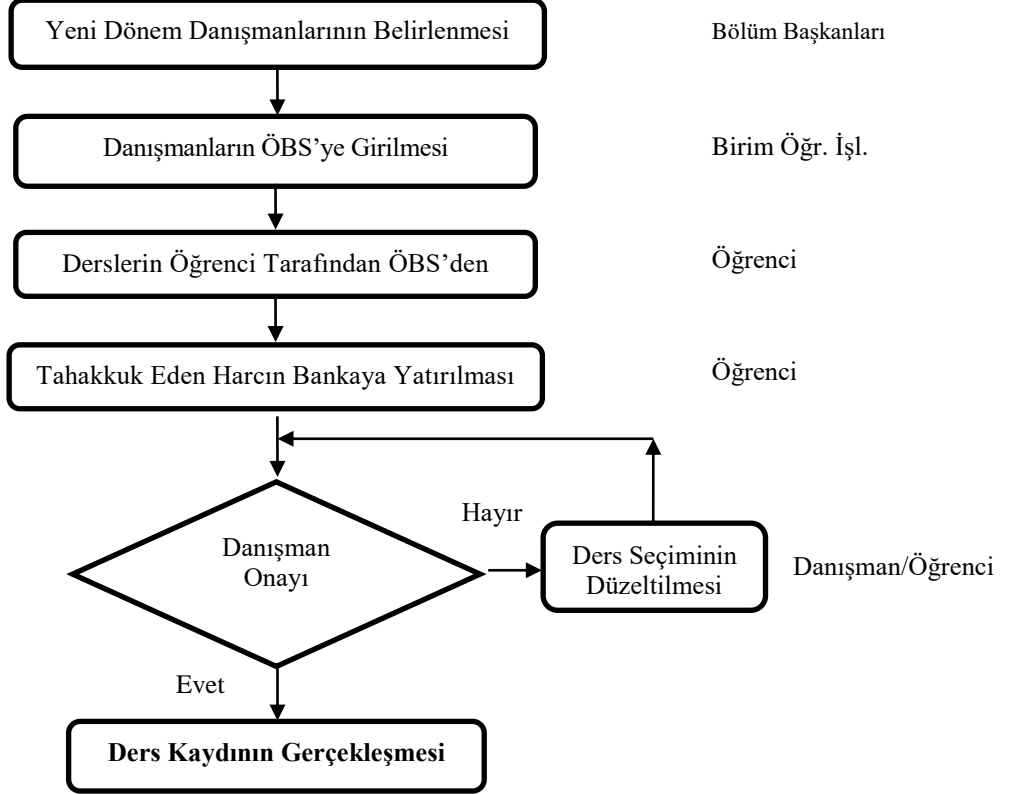 Yeni Dönem Danışmanlarının Belirlenmesi
Bölüm Başkanları
Danışmanların ÖBS’ye Girilmesi
Birim Öğr. İşl.
Derslerin Öğrenci Tarafından ÖBS’den
Öğrenci
Tahakkuk Eden Harcın Bankaya Yatırılması
Öğrenci
Hayır
Danışman
Onayı
Ders Seçiminin
Düzeltilmesi
Danışman/Öğrenci
Evet
Ders Kaydının Gerçekleşmesi